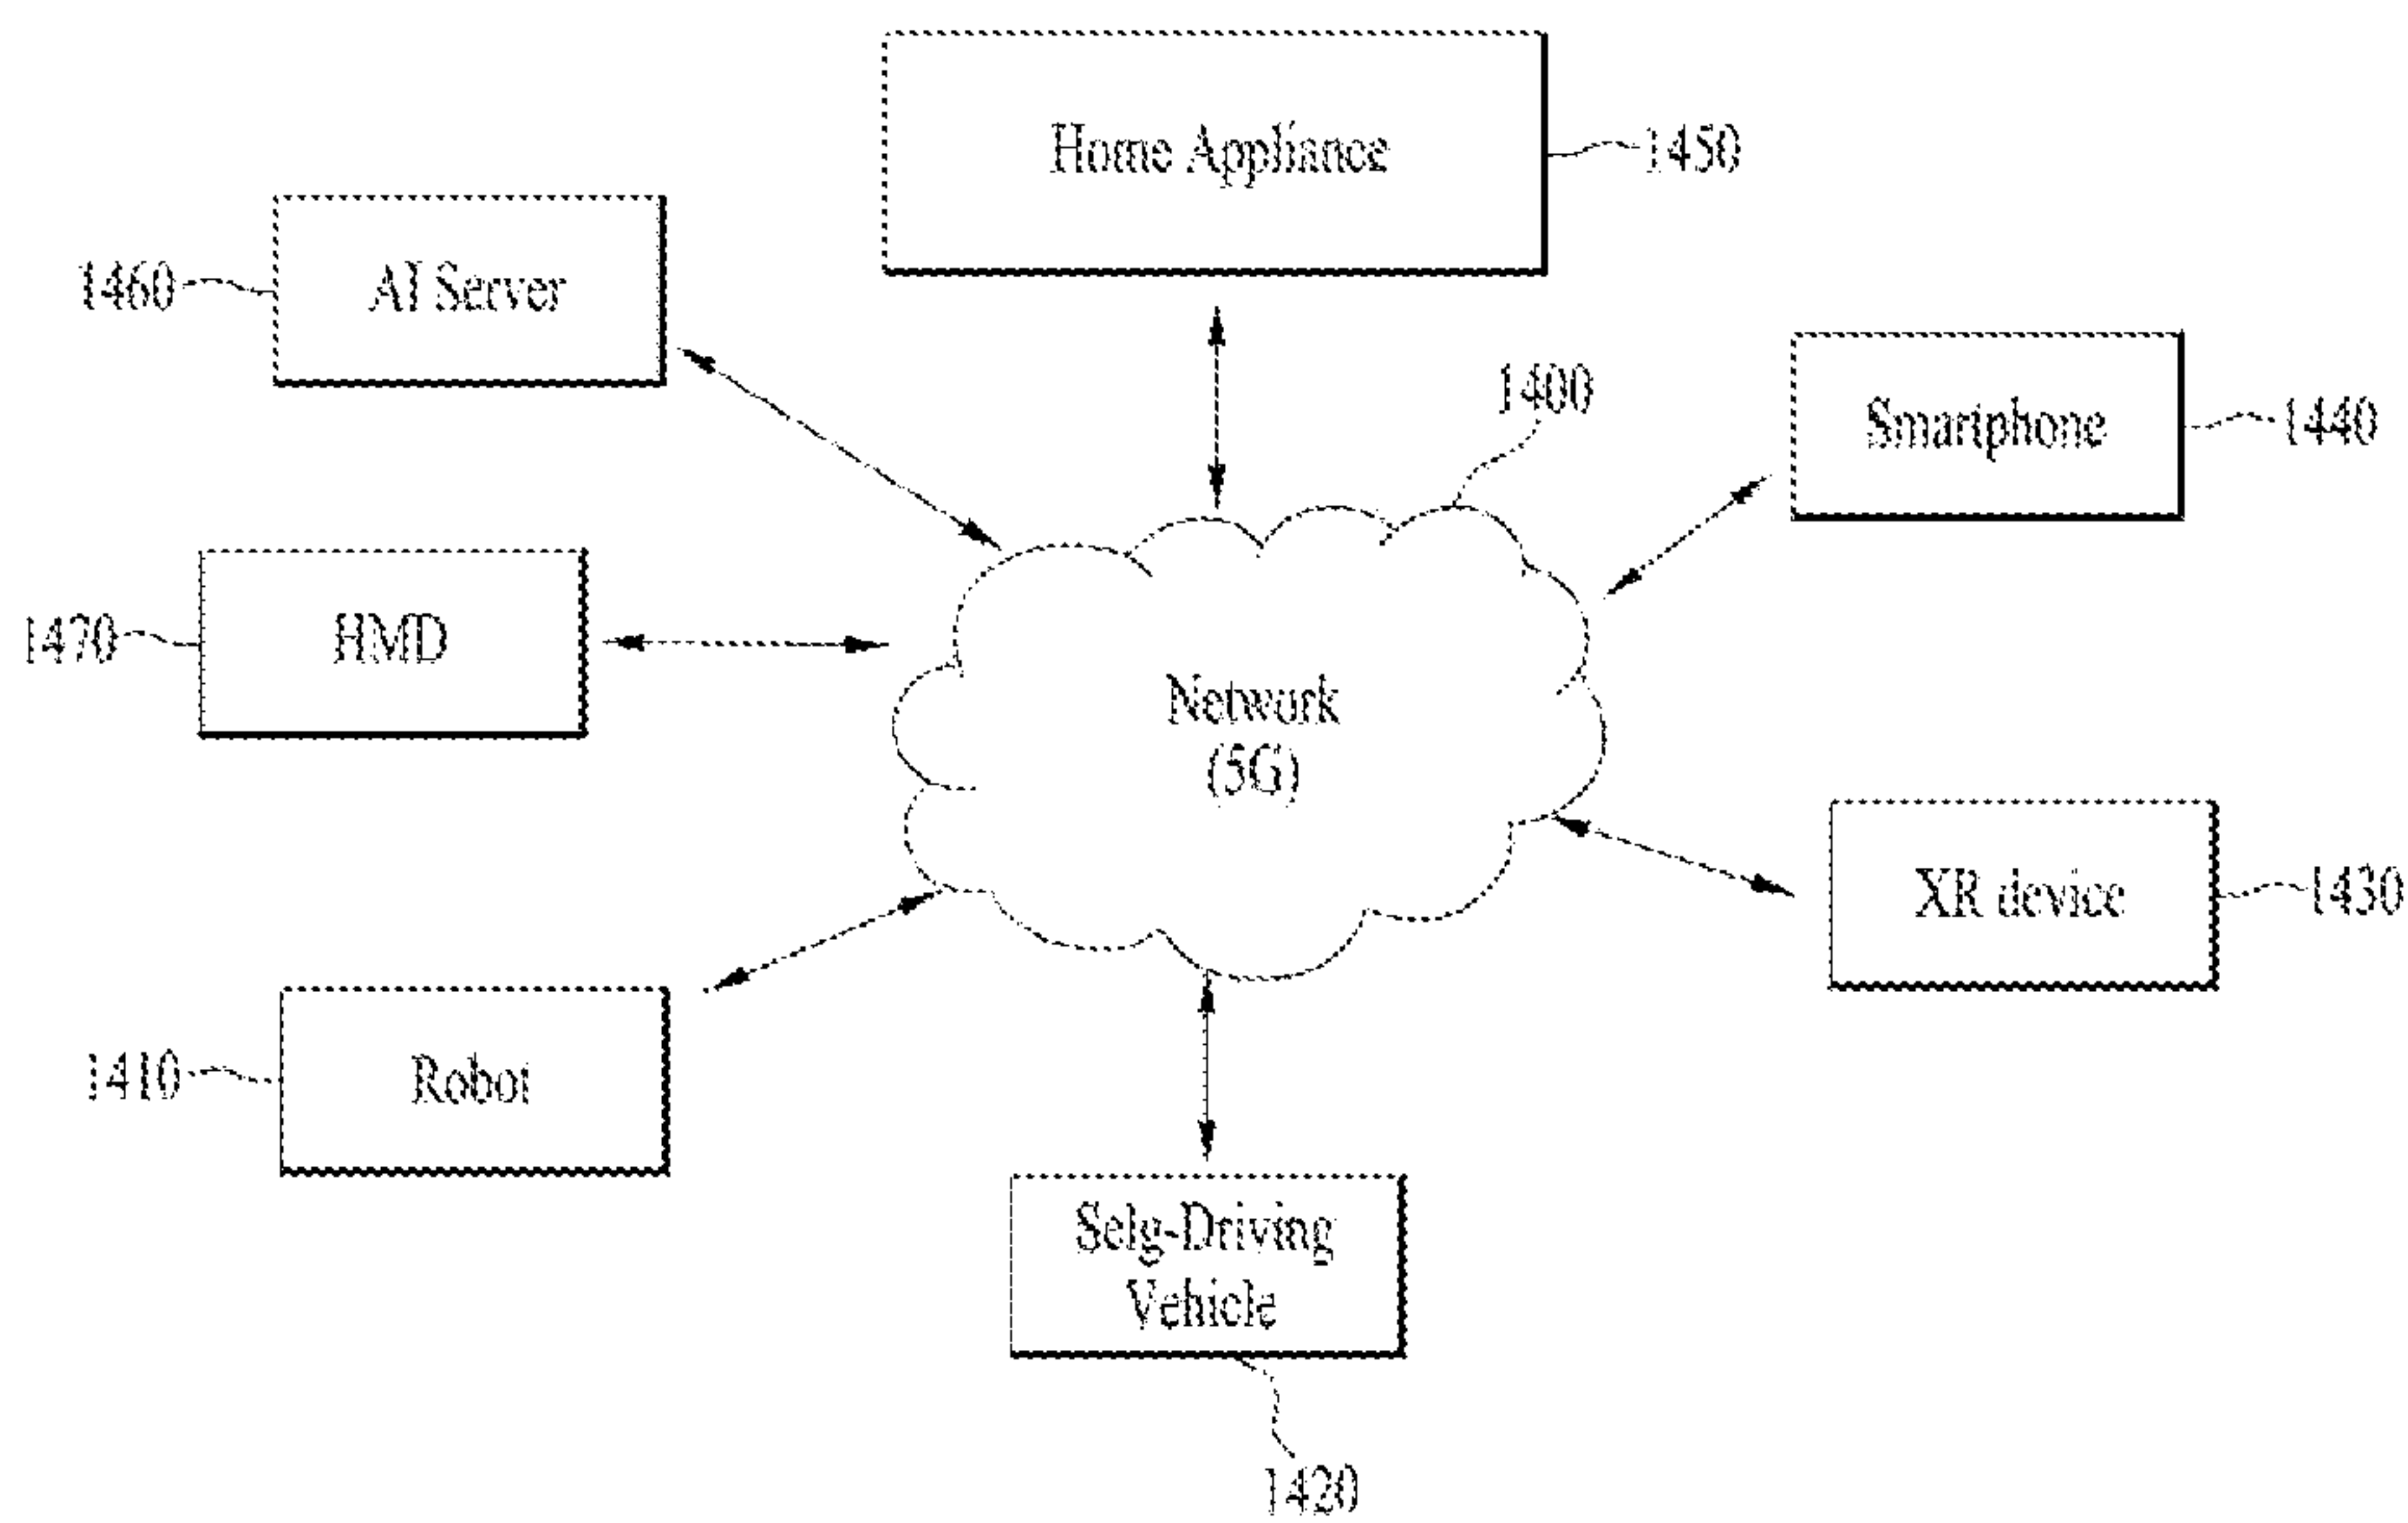 Home Appliance
1450
AI Server
1460
1400
Smartphone
1440
HMD
1470
Network
(5G)
XR device
1430
Robot
1410
Selg-Driving
Vehicle
1420